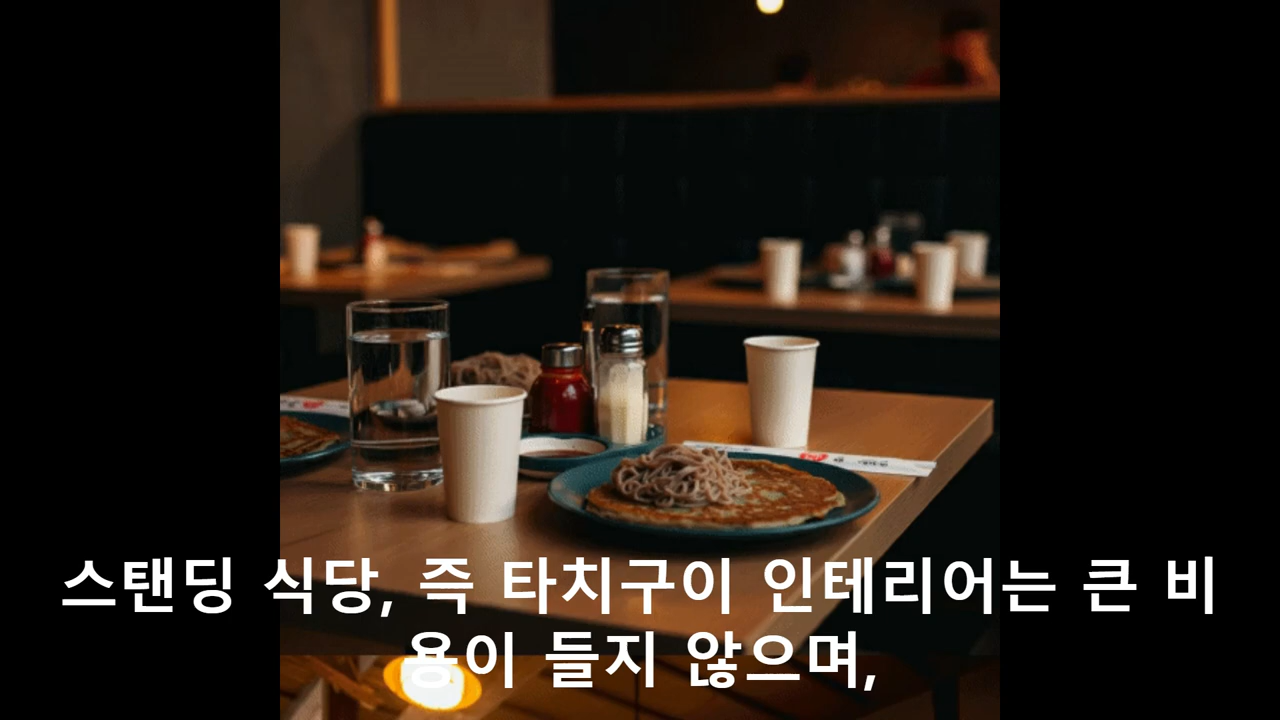 스탠딩 식당, 즉 타치구이 인테리어는 큰 비
용이 들지 않으며,